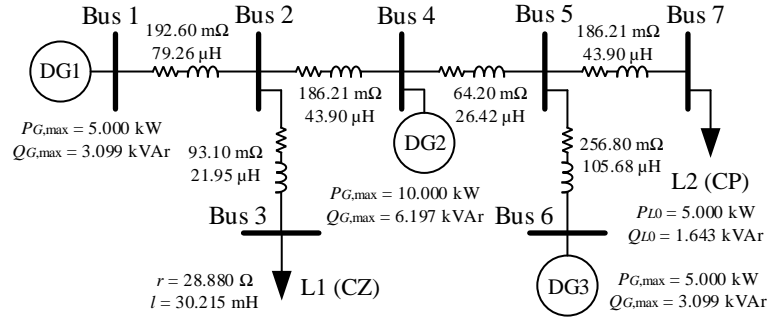 Bus 1
Bus 2
Bus 4
Bus 5
Bus 7
192.60 mΩ
79.26 μH
186.21 mΩ
43.90 μH
64.20 mΩ
26.42 μH
186.21 mΩ
43.90 μH
DG1
PG,max = 5.000 kW
QG,max = 3.099 kVAr
93.10 mΩ
21.95 μH
DG2
PG,max = 10.000 kW
QG,max = 6.197 kVAr
256.80 mΩ
105.68 μH
L2 (CP)
PL0 = 5.000 kW
QL0 = 1.643 kVAr
Bus 3
Bus 6
r = 28.880 Ω
l = 30.215 mH
L1 (CZ)
DG3
PG,max = 5.000 kW
QG,max = 3.099 kVAr